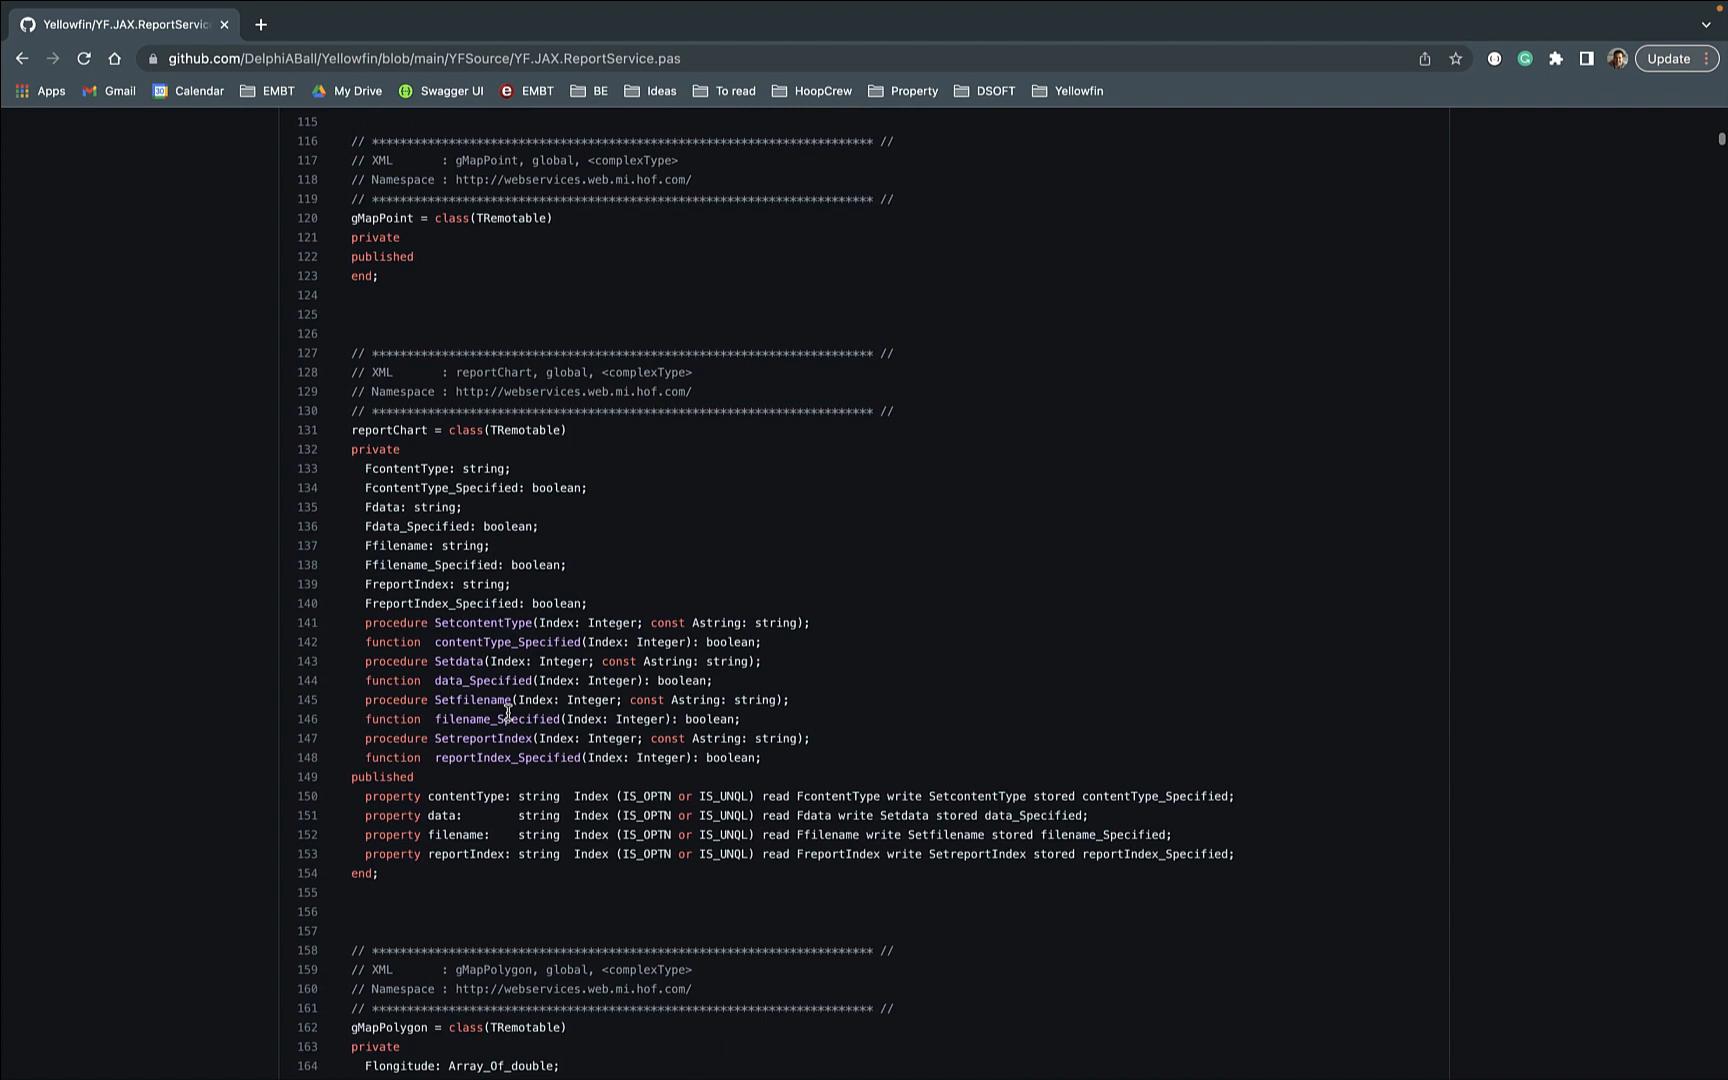 Yellowfin/YF.JAX.ReportServic
github.com/DelphiABall/Yellowfin/blob/main/YFSource/YF.JAX.ReportService.pas
Update
Apps Gmail Calendar EMBT My Drive Swagger UI EMBT BE Ideas To read HoopCrew Property DSOFT Yellowfin
115
116 // ************************************************************************ //
117 // XML : gMapPoint, global, <complexType>
118 // Namespace : http://webservices.web.mi.hof.com/
119 // ************************************************************************ //
120 gMapPoint = class(TRemotable)
121 private
122 published
123 end;
124
125
126
127 // ************************************************************************ //
128 // XML : reportChart, global, <complexType>
129 // Namespace : http://webservices.web.mi.hof.com/
130 // ************************************************************************ //
131 reportChart = class(TRemotable)
132 private
133 FcontentType: string;
134 FcontentType_Specified: boolean;
135 Fdata: string;
136 Fdata_Specified: boolean;
137 Ffilename: string;
138 Ffilename_Specified: boolean;
139 FreportIndex: string;
140 FreportIndex_Specified: boolean;
141 procedure SetcontentType(Index: Integer; const Astring: string);
142 function contentType_Specified(Index: Integer): boolean;
143 procedure Setdata(Index: Integer; const Astring: string);
144 function data_Specified(Index: Integer): boolean;
145 procedure Setfilename(Index: Integer; const Astring: string);
146 function filename_Specified(Index: Integer): boolean;
147 procedure SetreportIndex(Index: Integer; const Astring: string);
148 function reportIndex_Specified(Index: Integer): boolean;
149 published
150 property contentType: string Index (IS_OPTN or IS_UNQL) read FcontentType write SetcontentType stored contentType_Specified;
151 property data: string Index (IS_OPTN or IS_UNQL) read Fdata write Setdata stored data_Specified;
152 property filename: string Index (IS_OPTN or IS_UNQL) read Ffilename write Setfilename stored filename_Specified;
153 property reportIndex: string Index (IS_OPTN or IS_UNQL) read FreportIndex write SetreportIndex stored reportIndex_Specified;
154 end;
155
156
157
158 // ************************************************************************ //
159 // XML : gMapPolygon, global, <complexType>
160 // Namespace : http://webservices.web.mi.hof.com/
161 // ************************************************************************ //
162 gMapPolygon = class(TRemotable)
163 private
164 Flongitude: Array_Of_double;